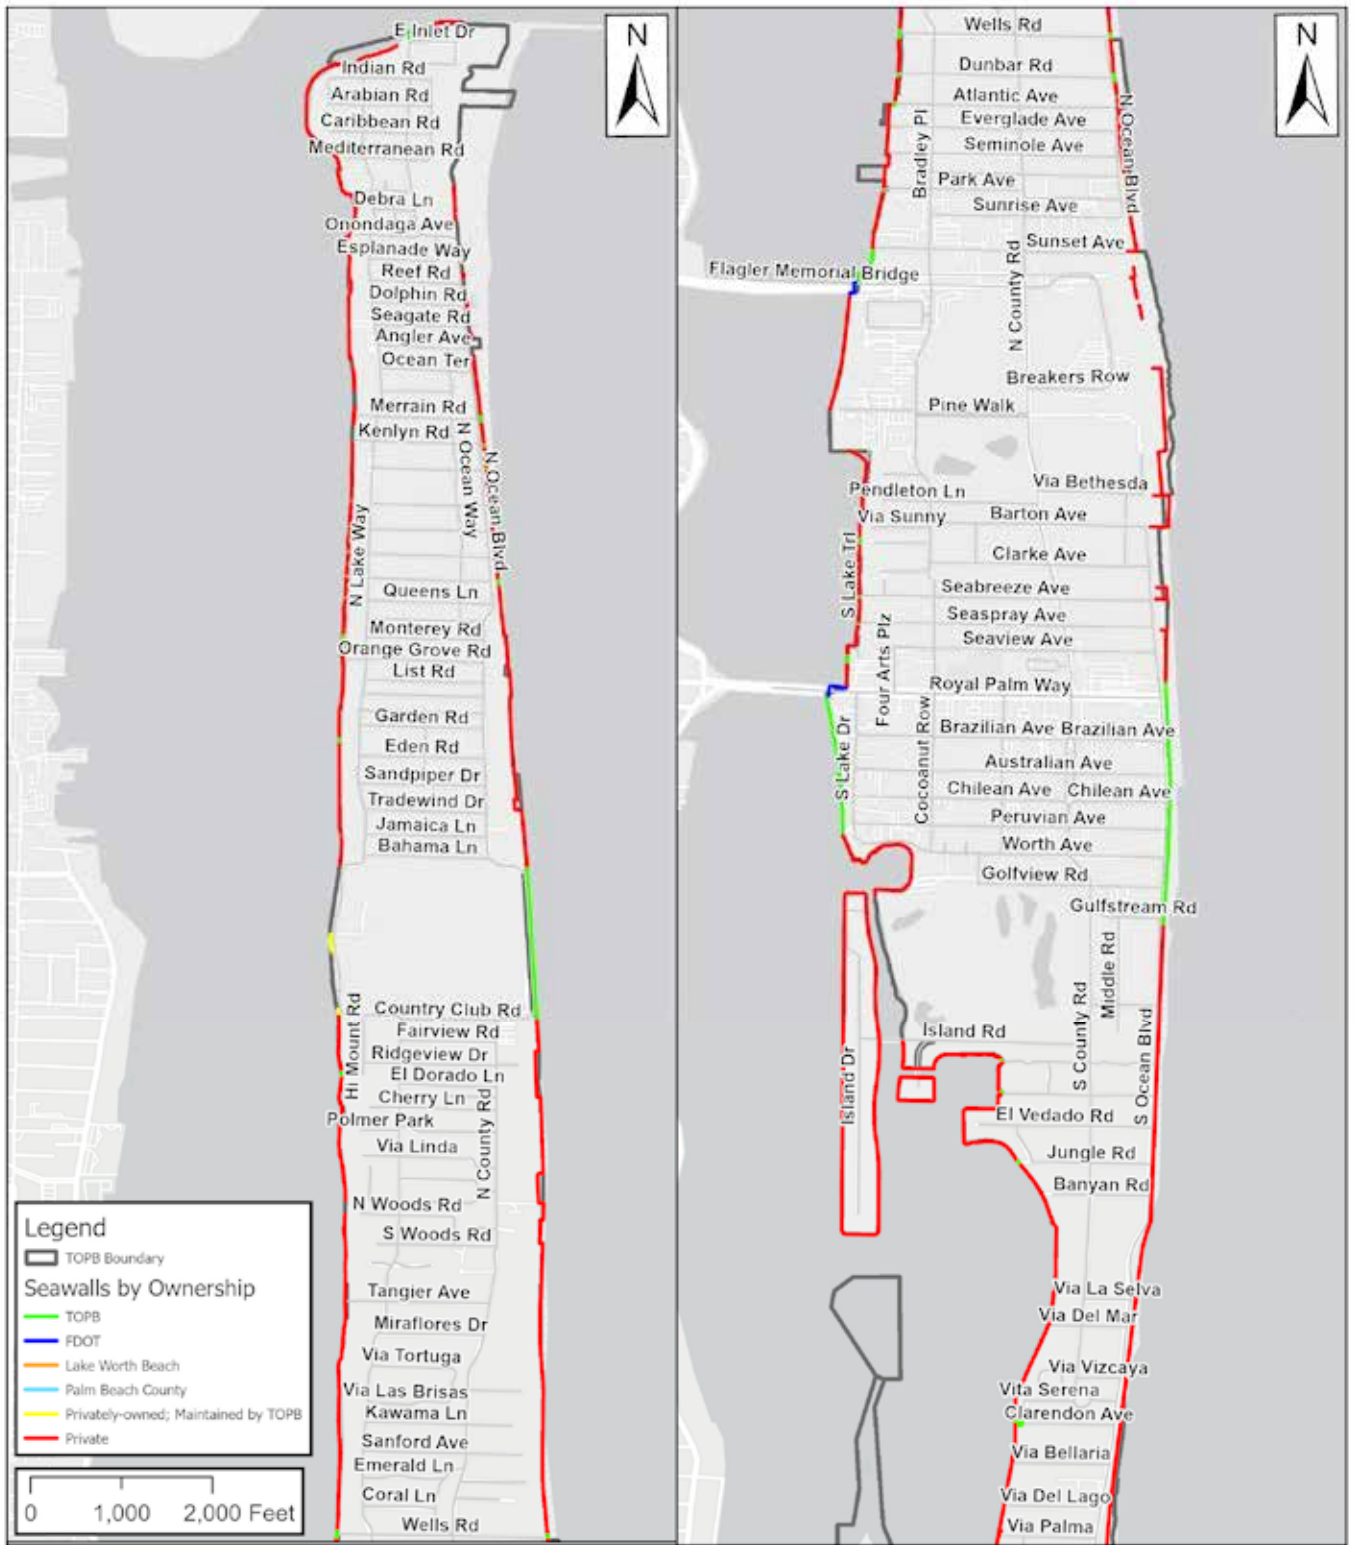 E Inlet Dr
Indian Rd
Arabian Rd
Caribbean Rd
Mediterranean Rd
Debra Ln
Onondaga Ave
Esplanade Way
Reef Rd
Dolphin Rd
Seagate Rd
Angler Ave
Ocean Ter
Merrain Rd
Kenlyn Rd
N Ocean Way
N Ocean Blvd
N Lake Way
Queens Ln
Monterey Rd
Orange Grove Rd
List Rd
Garden Rd
Eden Rd
Sandpiper Dr
Tradewind Dr
Jamaica Ln
Bahama Ln
Country Club Rd
Hi Mount Rd
Fairview Rd
Ridgeview Dr
El Dorado Ln
Cherry Ln
Polmer Park
Via Linda
N County Rd
N Woods Rd
S Woods Rd
Tangier Ave
Miraflores Dr
Via Tortuga
Via Las Brisas
Kawama Ln
Sanford Ave
Emerald Ln
Coral Ln
Wells Rd
N
Legend
TOPB Boundary
Seawalls by Ownership
TOPB
FDOT
Lake Worth Beach
Palm Beach County
Privately-owned; Maintained by TOPB
Private
0 1,000 2,000 Feet
N
Wells Rd
Dunbar Rd
Atlantic Ave
Everglade Ave
Seminole Ave
Bradley Pl
N Ocean Blvd
Park Ave
Sunrise Ave
Sunset Ave
Flagler Memorial Bridge
N County Rd
Breakers Row
Pine Walk
Via Bethesda
Pendleton Ln
Via Sunny
Barton Ave
Clarke Ave
S Lake Trl
Seabreeze Ave
Seaspray Ave
Seaview Ave
Four Arts Plz
Royal Palm Way
Cocoanut Row
S Lake Dr
Brazilian Ave Brazilian Ave
Australian Ave
Chilean Ave Chilean Ave
Peruvian Ave
Worth Ave
Golfview Rd
Gulfstream Rd
Middle Rd
S County Rd
S Ocean Blvd
Island Rd
Island Dr
El Vedado Rd
Jungle Rd
Banyan Rd
Via La Selva
Via Del Mar
Via Vizcaya
Vita Serena
Clarendon Ave
Via Bellaria
Via Del Lago
Via Palma